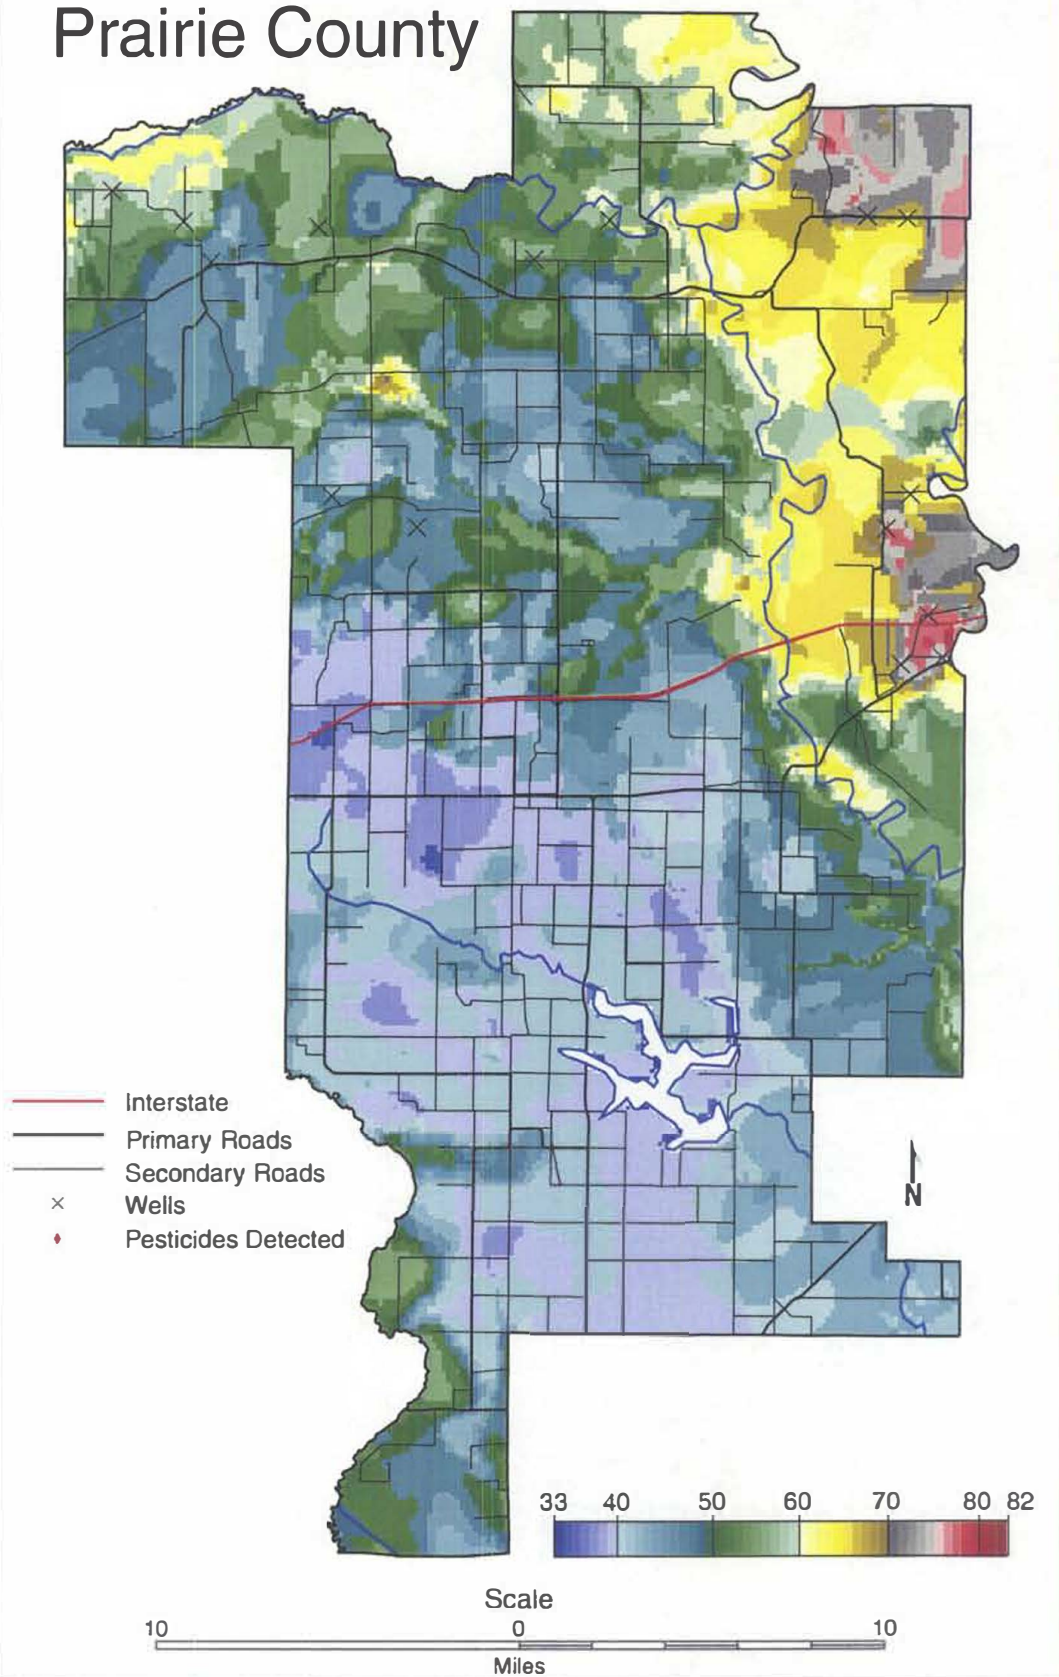 Prairie County
Interstate
Primary Roads
Secondary Roads
Wells
Pesticides Detected
N
33 40 50 60 70 80 82
Scale
10 0 10
Miles